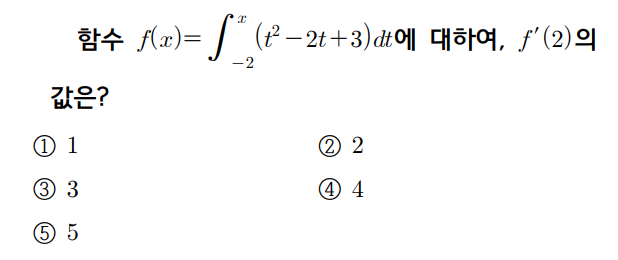 함수 f(x)=∫_{-2}^{x}(t²-2t+3)dt에 대하여, f′(2)의
값은?
① 1 ② 2
③ 3 ④ 4
⑤ 5